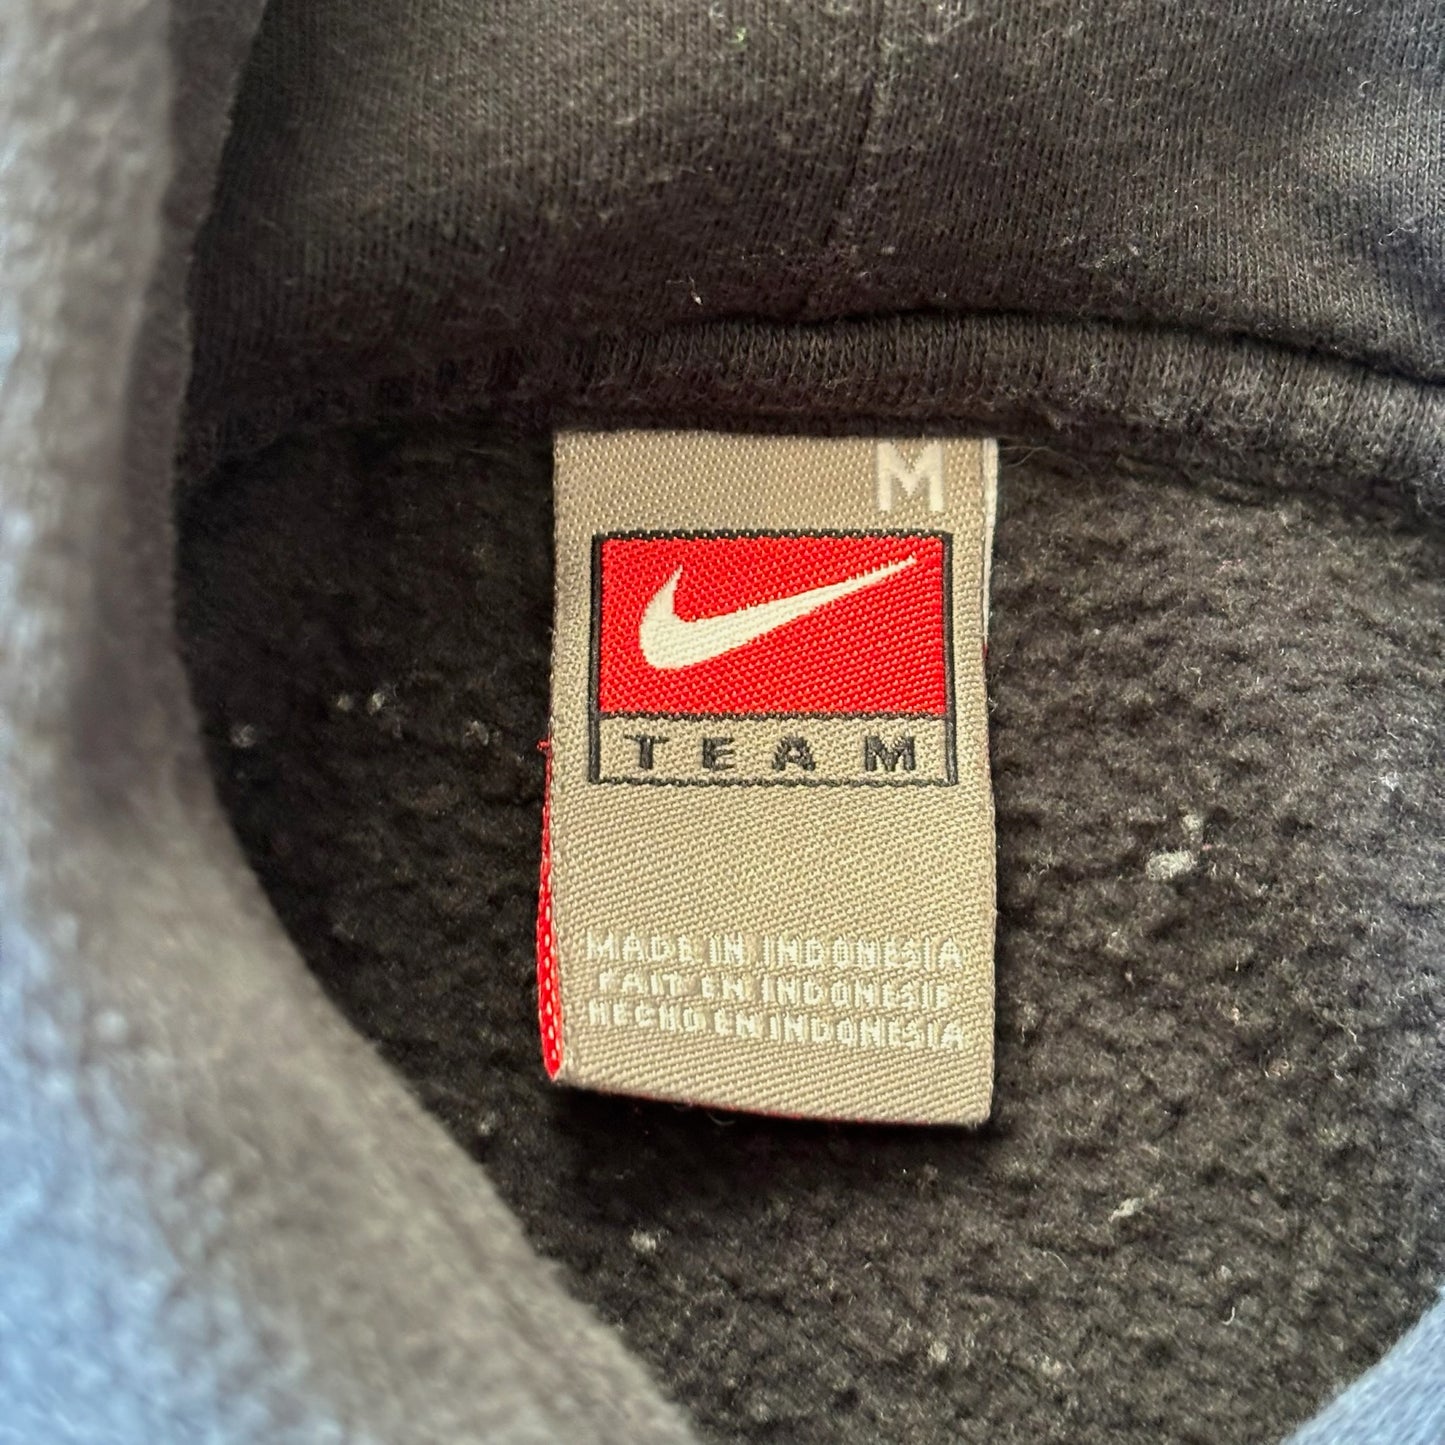 M
TEAM
MADE IN INDONESIA
FAIT EN INDONESIE
HECHO EN INDONESIA